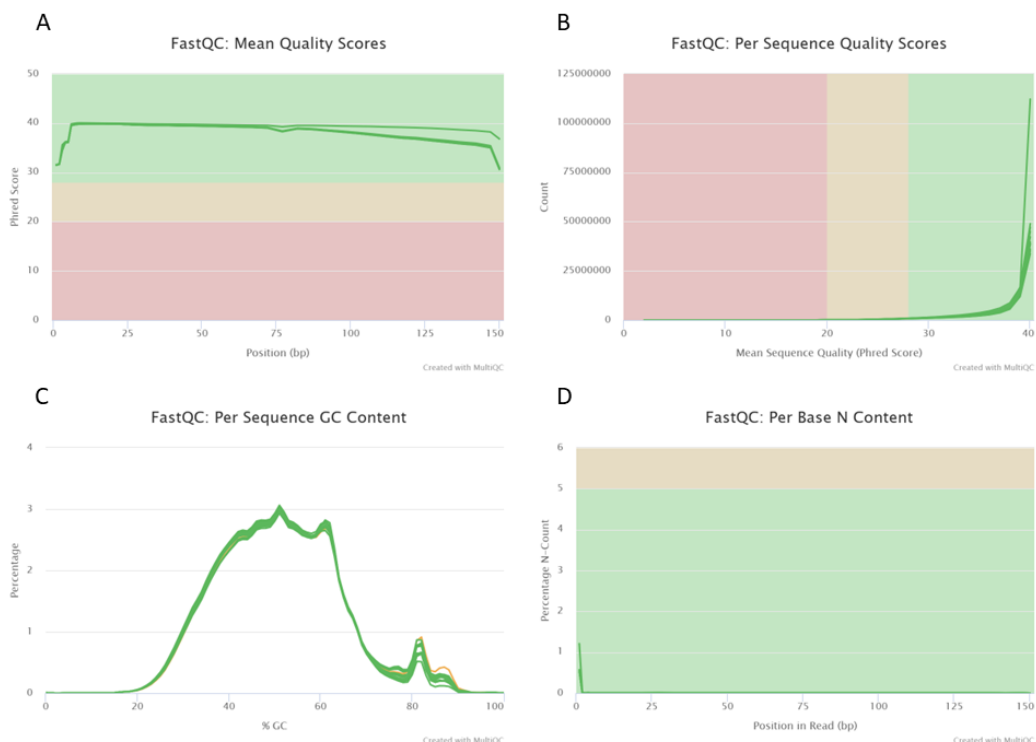 A
FastQC: Mean Quality Scores
50
40
30
20
10
0
Phred Score
0 25 50 75 100 125 150
Position (bp)
Created with MultiQC
B
FastQC: Per Sequence Quality Scores
125000000
100000000
75000000
50000000
25000000
0
Count
0 10 20 30 40
Mean Sequence Quality (Phred Score)
Created with MultiQC
C
FastQC: Per Sequence GC Content
4
3
2
1
0
Percentage
0 20 40 60 80 100
% GC
Created with MultiQC
D
FastQC: Per Base N Content
6
5
4
3
2
1
0
Percentage N-Count
0 25 50 75 100 125 150
Position in Read (bp)
Created with MultiQC